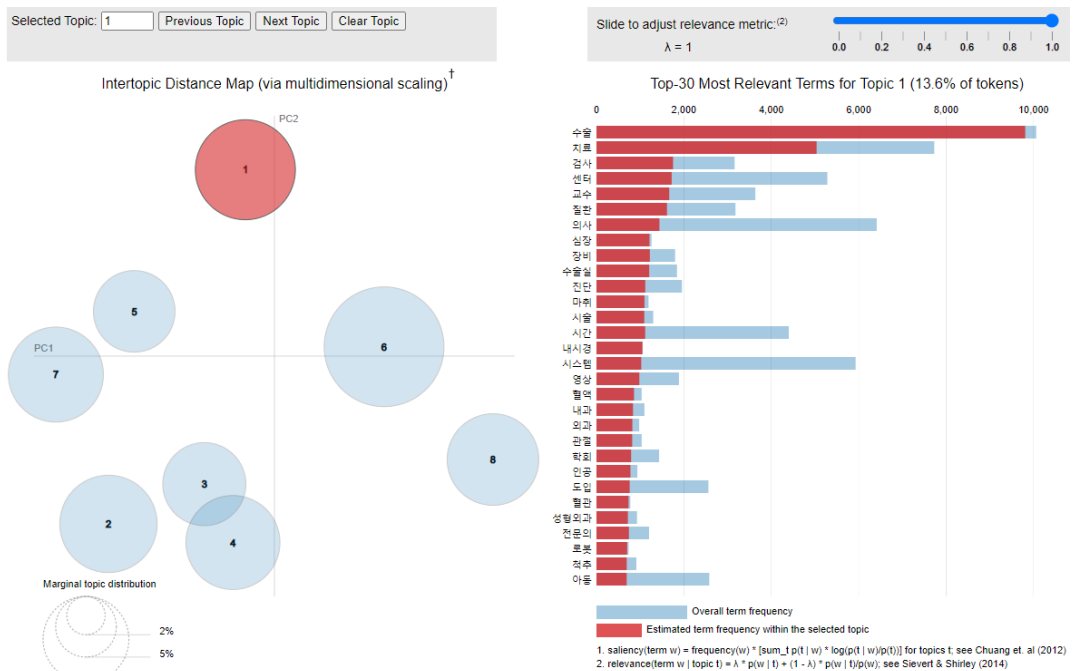 Selected Topic: 1 Previous Topic Next Topic Clear Topic
Slide to adjust relevance metric:(2)
λ = 1
0.0 0.2 0.4 0.6 0.8 1.0
Intertopic Distance Map (via multidimensional scaling)†
PC2
PC1
1
5
6
7
8
3
2
4
Marginal topic distribution
2%
5%
Top-30 Most Relevant Terms for Topic 1 (13.6% of tokens)
0 2,000 4,000 6,000 8,000 10,000
수술
치료
검사
센터
교수
질환
의사
심장
장비
수술실
진단
마취
시술
시간
내시경
시스템
영상
혈액
내과
외과
관절
학회
인공
도입
혈관
성형외과
전문의
로봇
척추
아동
Overall term frequency
Estimated term frequency within the selected topic
1. saliency(term w) = frequency(w) * [sum_t p(t | w) * log(p(t | w)/p(t))] for topics t; see Chuang et. al (2012)
2. relevance(term w | topic t) = λ * p(w | t) + (1 - λ) * p(w | t)/p(w); see Sievert & Shirley (2014)